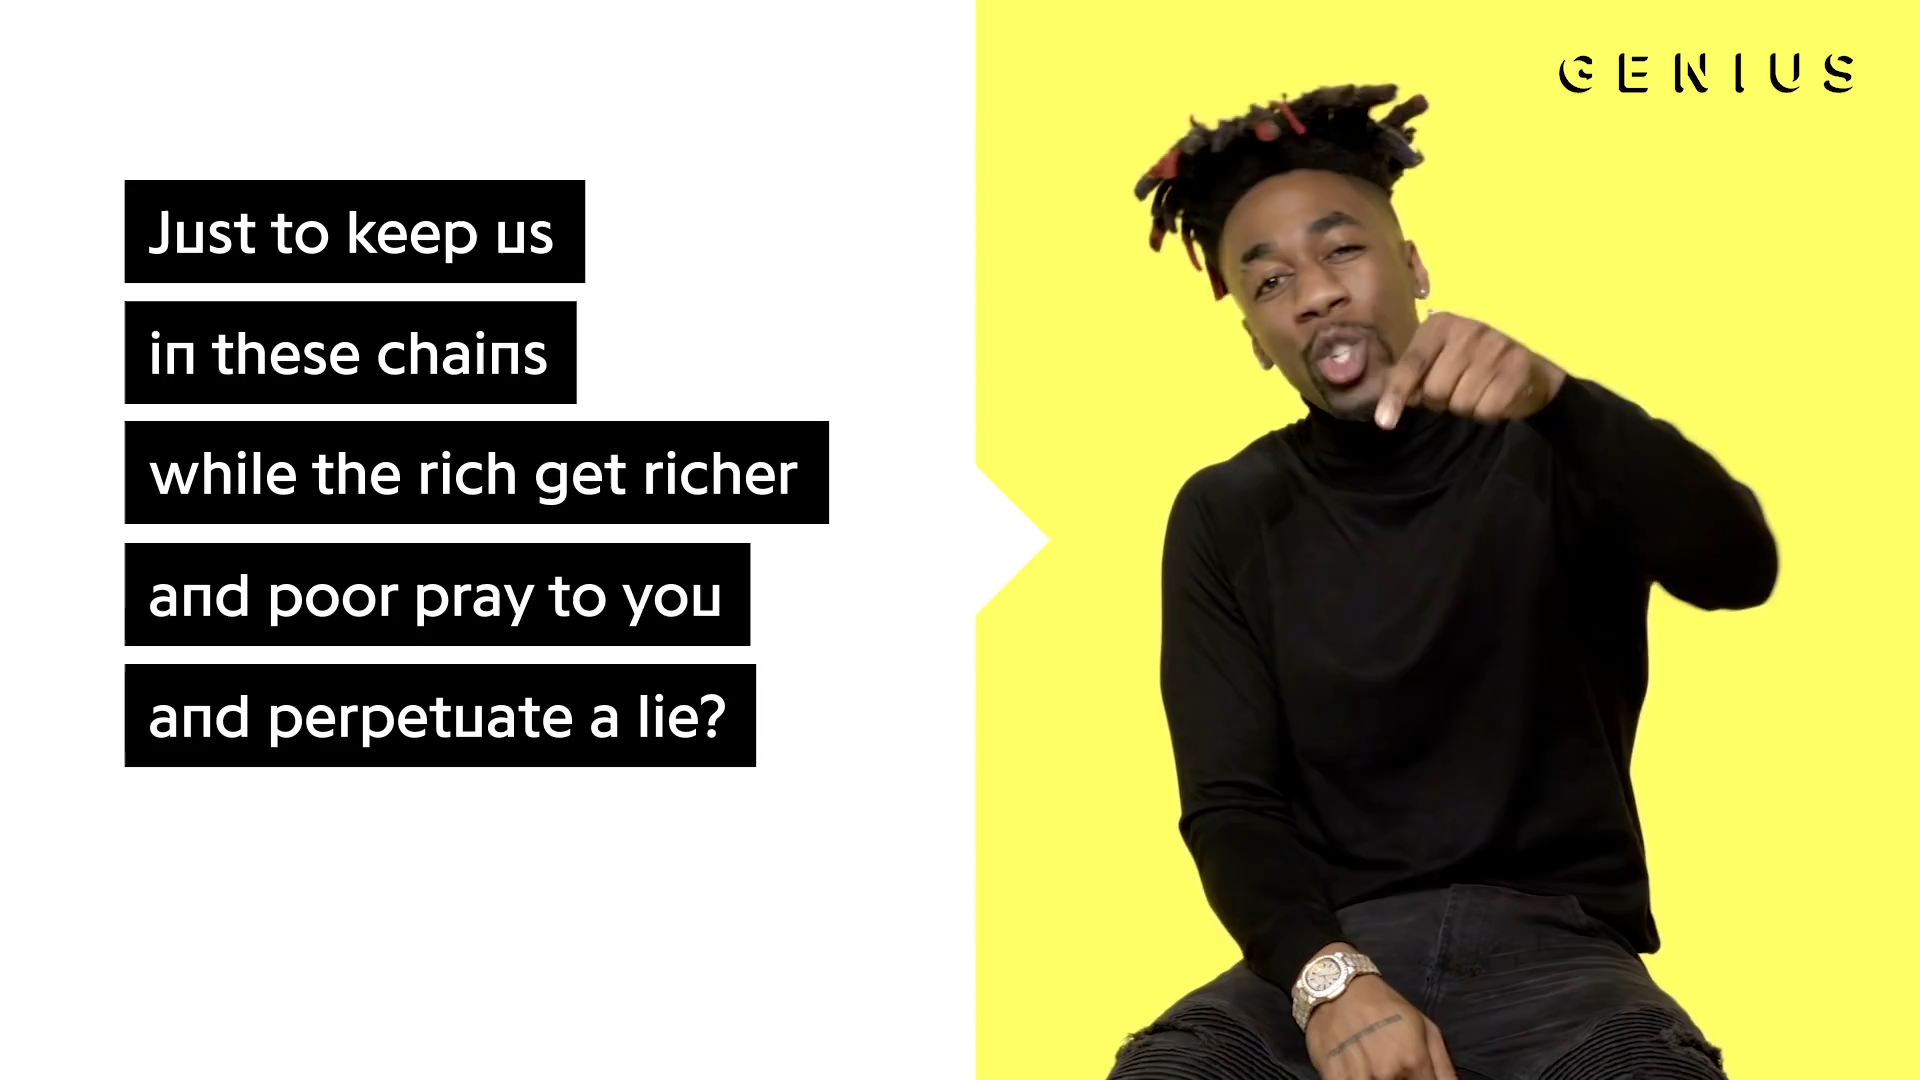 Just to keep us
in these chains
while the rich get richer
and poor pray to you
and perpetuate a lie?
GENIUS